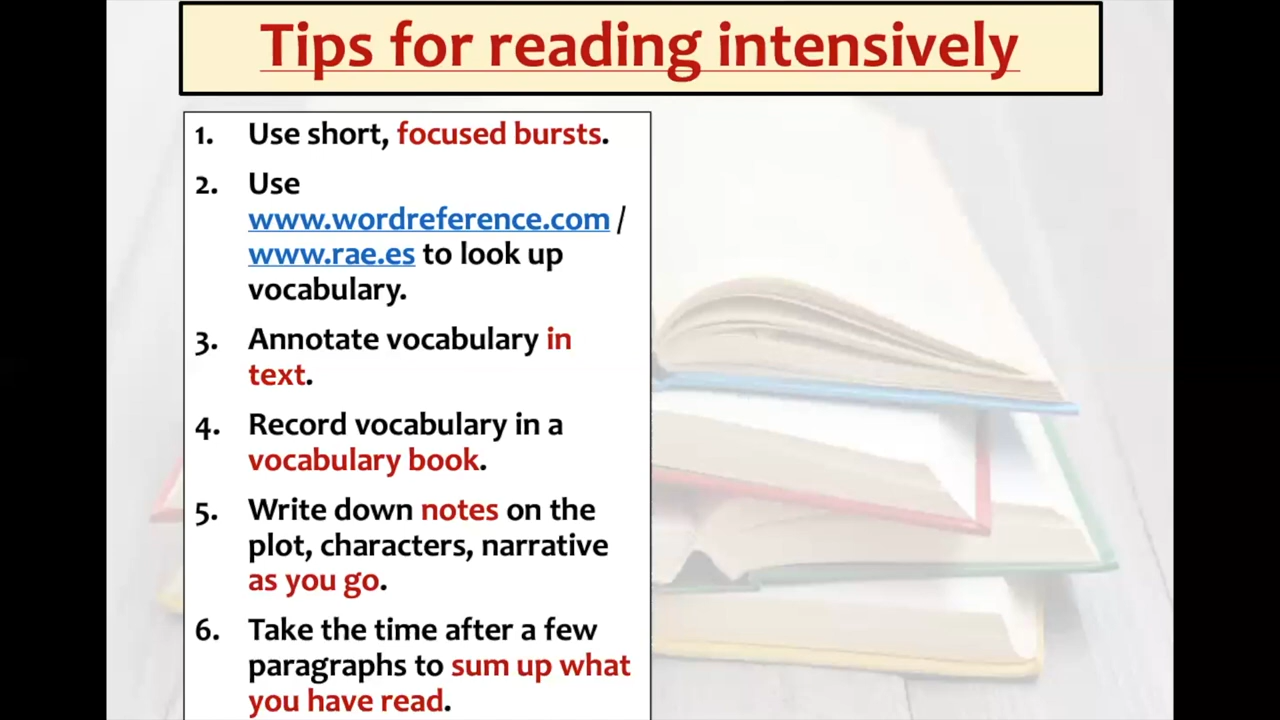 Tips for reading intensively
1. Use short, focused bursts.
2. Use
www.wordreference.com /
www.rae.es to look up
vocabulary.
3. Annotate vocabulary in
text.
4. Record vocabulary in a
vocabulary book.
5. Write down notes on the
plot, characters, narrative
as you go.
6. Take the time after a few
paragraphs to sum up what
you have read.